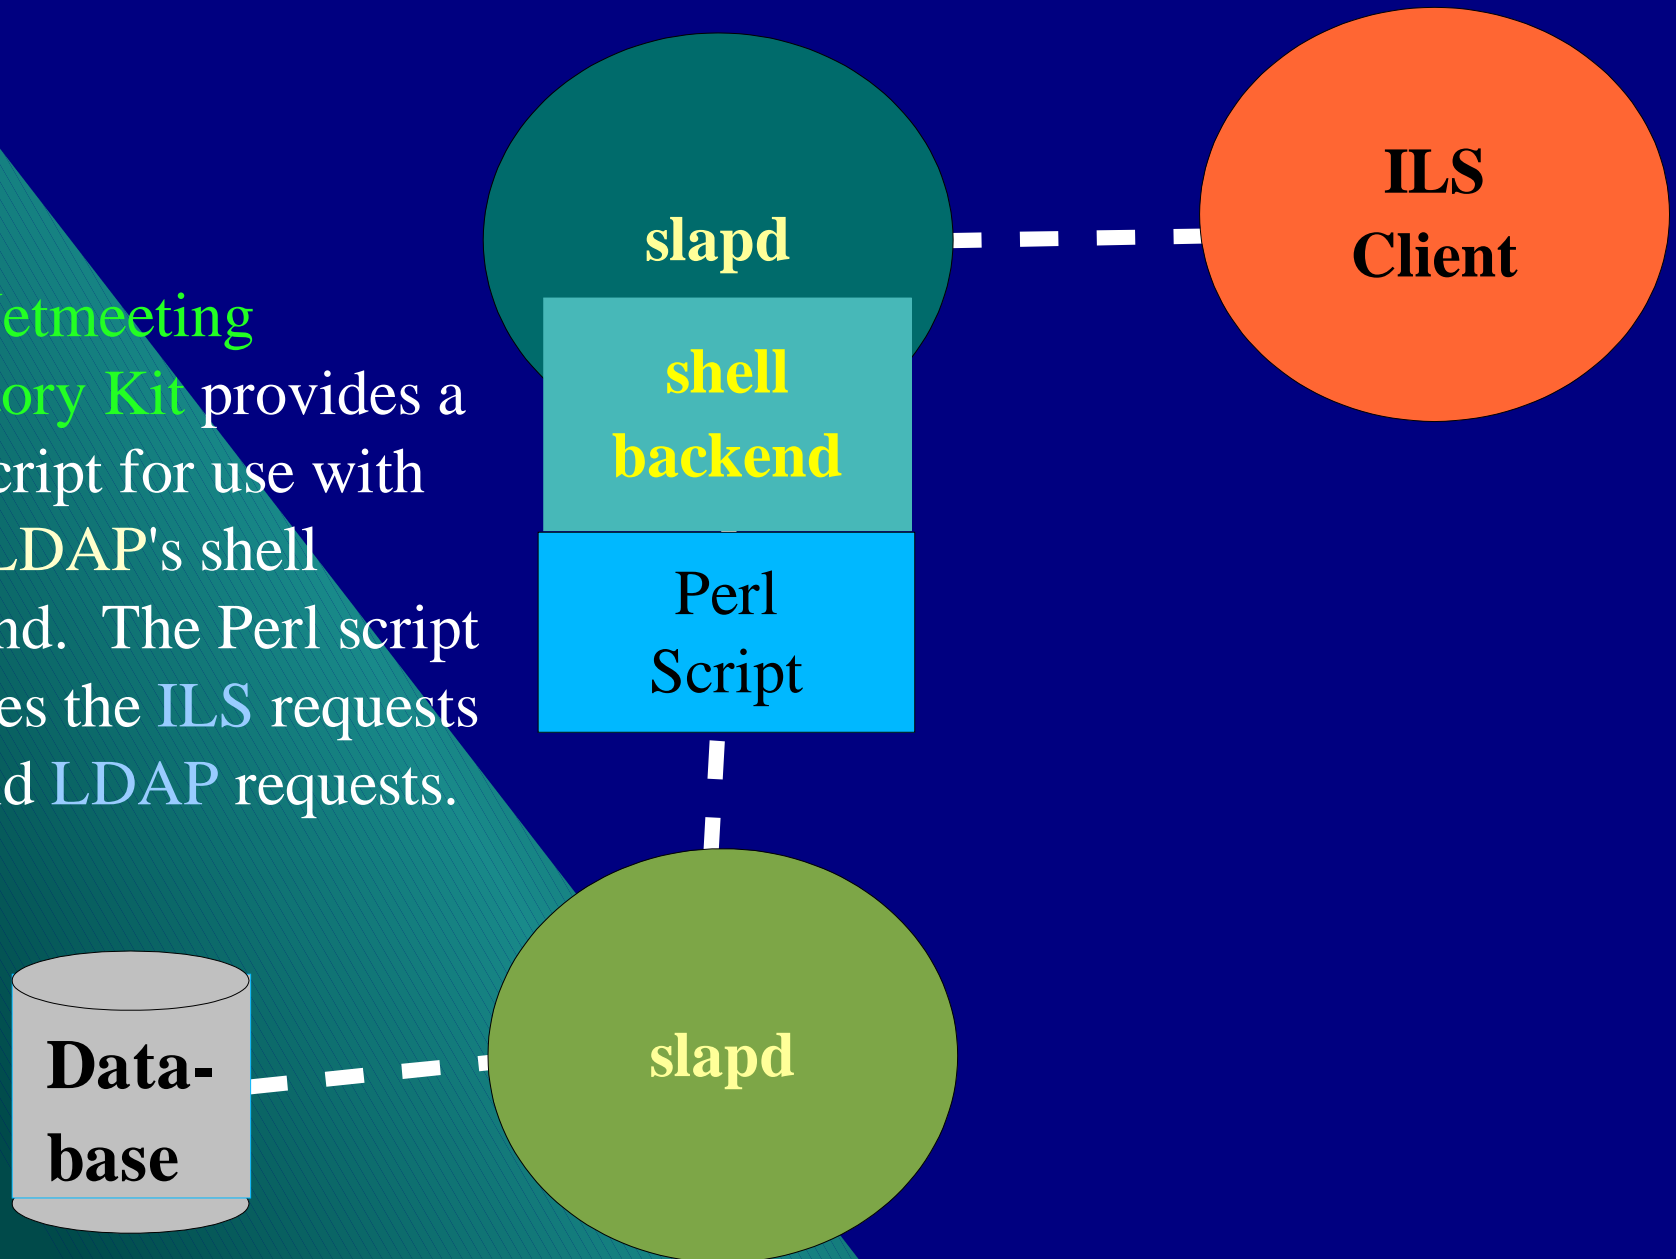 slapd
ILS
Client
etmeeting
ory Kit provides a
cript for use with
LDAP's shell
nd.  The Perl script
es the ILS requests
d LDAP requests.
shell
backend
Perl
Script
slapd
Data-
base